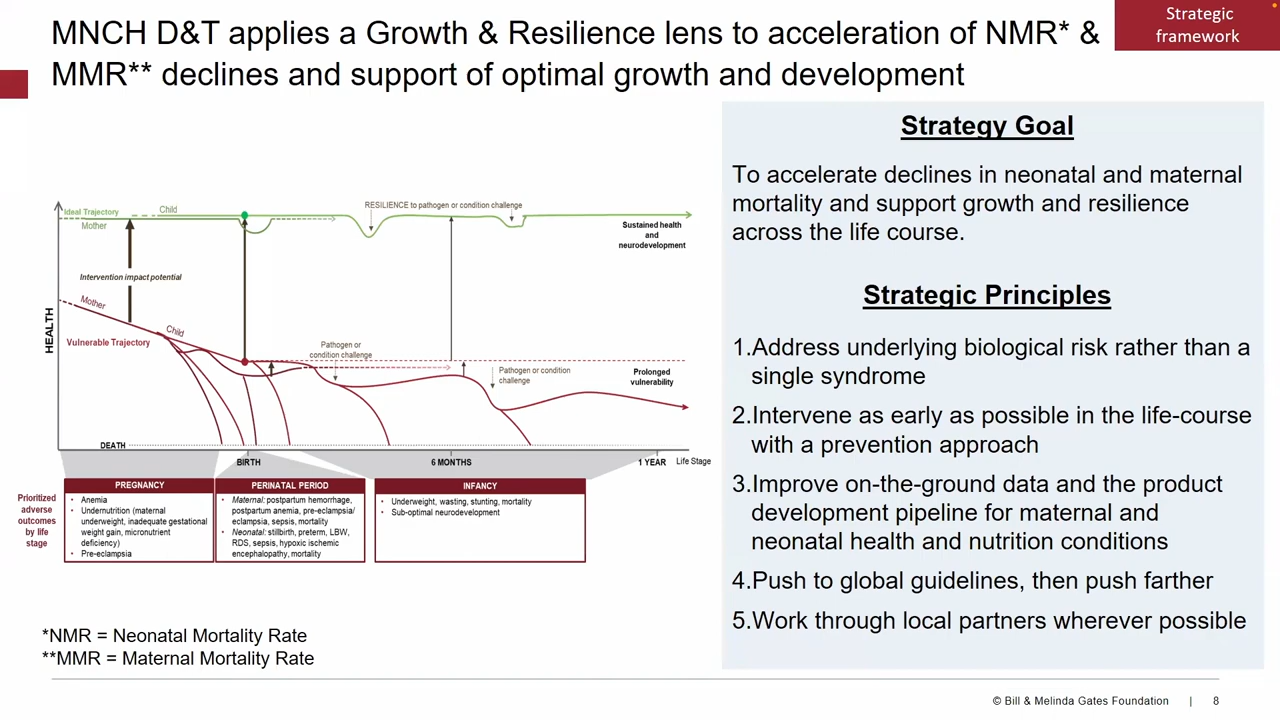 MNCH D&T applies a Growth & Resilience lens to acceleration of NMR* &
MMR** declines and support of optimal growth and development
Strategic
framework
Ideal Trajectory
Child
Mother
RESILIENCE to pathogen or condition challenge
Sustained health
and
neurodevelopment
Intervention impact potential
HEALTH
Mother
Child
Vulnerable Trajectory
Pathogen or
condition challenge
Pathogen or condition
challenge
Prolonged
vulnerability
DEATH
BIRTH
6 MONTHS
1 YEAR
Life Stage
Prioritized
adverse
outcomes
by life
stage
PREGNANCY
• Anemia
• Undernutrition (maternal
underweight, inadequate gestational
weight gain, micronutrient
deficiency)
• Pre-eclampsia
PERINATAL PERIOD
• Maternal: postpartum hemorrhage,
postpartum anemia, pre-eclampsia/
eclampsia, sepsis, mortality
• Neonatal: stillbirth, preterm, LBW,
RDS, sepsis, hypoxic ischemic
encephalopathy, mortality
INFANCY
• Underweight, wasting, stunting, mortality
• Sub-optimal neurodevelopment
*NMR = Neonatal Mortality Rate
**MMR = Maternal Mortality Rate
Strategy Goal
To accelerate declines in neonatal and maternal
mortality and support growth and resilience
across the life course.
Strategic Principles
1.Address underlying biological risk rather than a
single syndrome
2.Intervene as early as possible in the life-course
with a prevention approach
3.Improve on-the-ground data and the product
development pipeline for maternal and
neonatal health and nutrition conditions
4.Push to global guidelines, then push farther
5.Work through local partners wherever possible
© Bill & Melinda Gates Foundation | 8